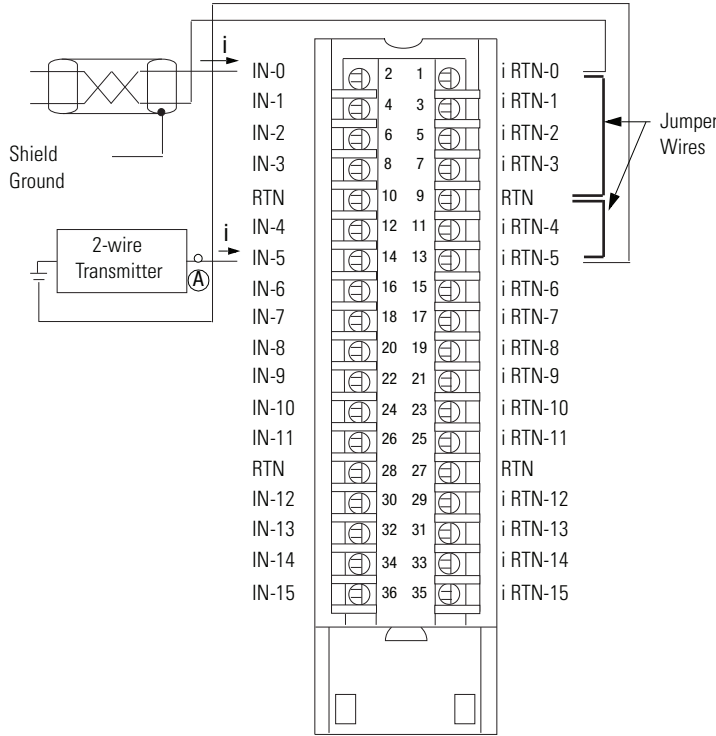 i
IN-0 2 1 i RTN-0
IN-1 4 3 i RTN-1
IN-2 6 5 i RTN-2
Jumper
Wires
IN-3 8 7 i RTN-3
Shield
Ground
RTN 10 9 RTN
IN-4 12 11 i RTN-4
i
2-wire
Transmitter
A
IN-5 14 13 i RTN-5
IN-6 16 15 i RTN-6
IN-7 18 17 i RTN-7
IN-8 20 19 i RTN-8
IN-9 22 21 i RTN-9
IN-10 24 23 i RTN-10
IN-11 26 25 i RTN-11
RTN 28 27 RTN
IN-12 30 29 i RTN-12
IN-13 32 31 i RTN-13
IN-14 34 33 i RTN-14
IN-15 36 35 i RTN-15